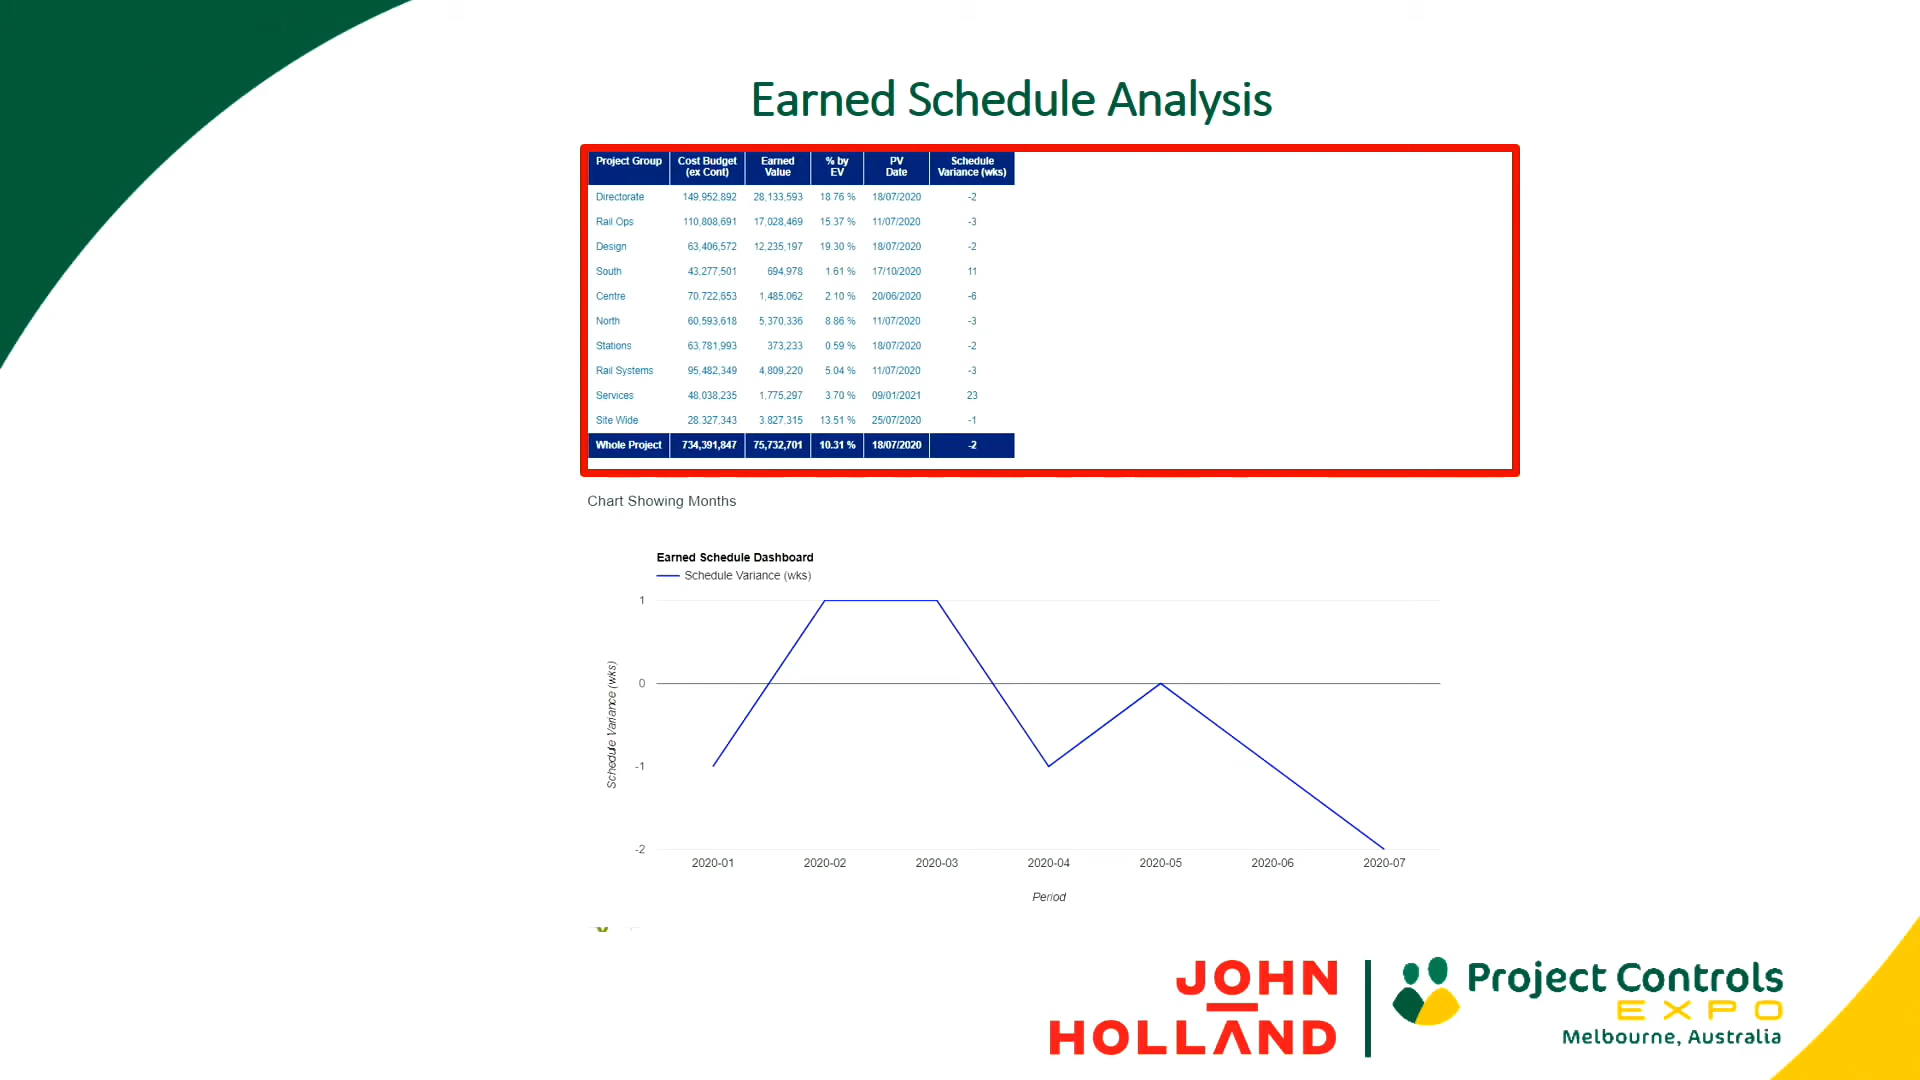 Earned Schedule Analysis
Project Group Cost Budget (ex Cont) Earned Value % by EV PV Date Schedule Variance (wks)
Directorate 149,952,892 28,133,593 18.76 % 18/07/2020 -2
Rail Ops 110,808,691 17,028,469 15.37 % 11/07/2020 -3
Design 63,406,572 12,235,197 19.30 % 18/07/2020 -2
South 43,277,501 694,978 1.61 % 17/10/2020 11
Centre 70,722,653 1,485,062 2.10 % 20/06/2020 -6
North 60,593,618 5,370,336 8.86 % 11/07/2020 -3
Stations 63,781,993 373,233 0.59 % 18/07/2020 -2
Rail Systems 95,482,349 4,809,220 5.04 % 11/07/2020 -3
Services 48,038,235 1,775,297 3.70 % 09/01/2021 23
Site Wide 28,327,343 3,827,315 13.51 % 25/07/2020 -1
Whole Project 734,391,847 75,732,701 10.31 % 18/07/2020 -2
Chart Showing Months
Earned Schedule Dashboard
Schedule Variance (wks)
1
0
-1
-2
Schedule Variance (wks)
2020-01 2020-02 2020-03 2020-04 2020-05 2020-06 2020-07
Period
JOHN
HOLLAND
Project Controls
EXPO
Melbourne, Australia